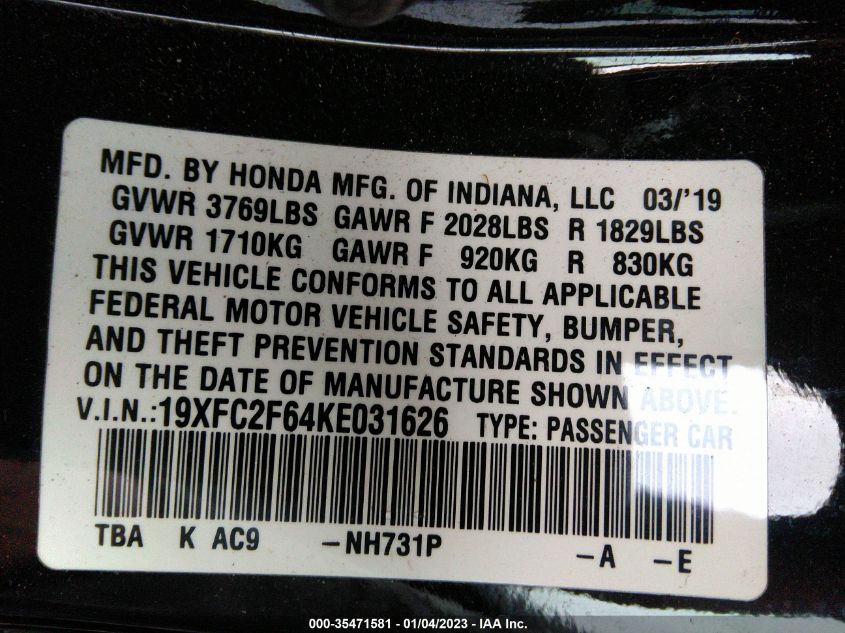 MFD. BY HONDA MFG. OF INDIANA, LLC 03/'19
GVWR 3769LBS GAWR F 2028LBS R 1829LBS
GVWR 1710KG GAWR F 920KG R 830KG
THIS VEHICLE CONFORMS TO ALL APPLICABLE
FEDERAL MOTOR VEHICLE SAFETY, BUMPER,
AND THEFT PREVENTION STANDARDS IN EFFECT
ON THE DATE OF MANUFACTURE SHOWN ABOVE.
V.I.N.:19XFC2F64KE031626 TYPE: PASSENGER CAR
TBA K AC9 –NH731P –A –E
000-35471581 - 01/04/2023 - IAA Inc.